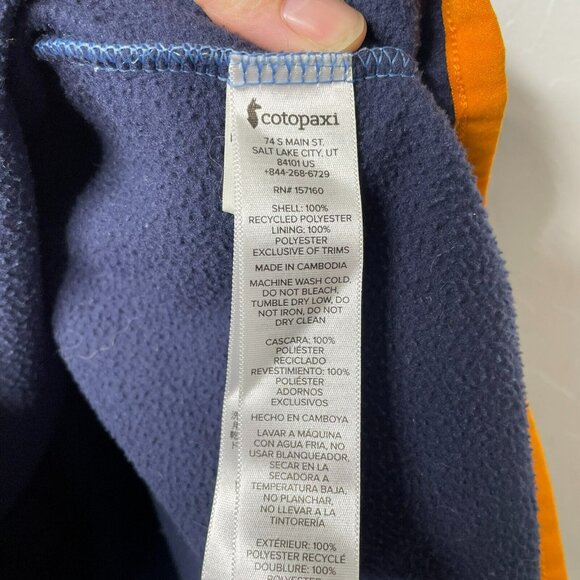 cotopaxi
74 S MAIN ST.
SALT LAKE CITY, UT
84101 US
+844-268-6729
RN# 157160
SHELL: 100%
RECYCLED POLYESTER
LINING: 100%
POLYESTER
EXCLUSIVE OF TRIMS
MADE IN CAMBODIA
MACHINE WASH COLD,
DO NOT BLEACH,
TUMBLE DRY LOW, DO
NOT IRON, DO NOT
DRY CLEAN
CASCARA: 100%
POLIÉSTER
RECICLADO
REVESTIMIENTO: 100%
POLIÉSTER
ADORNOS
EXCLUSIVOS
HECHO EN CAMBOYA
LAVAR A MÁQUINA
CON AGUA FRIA, NO
USAR BLANQUEADOR,
SECAR EN LA
SECADORA A
TEMPERATURA BAJA,
NO PLANCHAR,
NO LLEVAR A LA
TINTORERÍA
EXTÉRIEUR: 100%
POLYESTER RECYCLÉ
DOUBLURE: 100%
POLYESTER